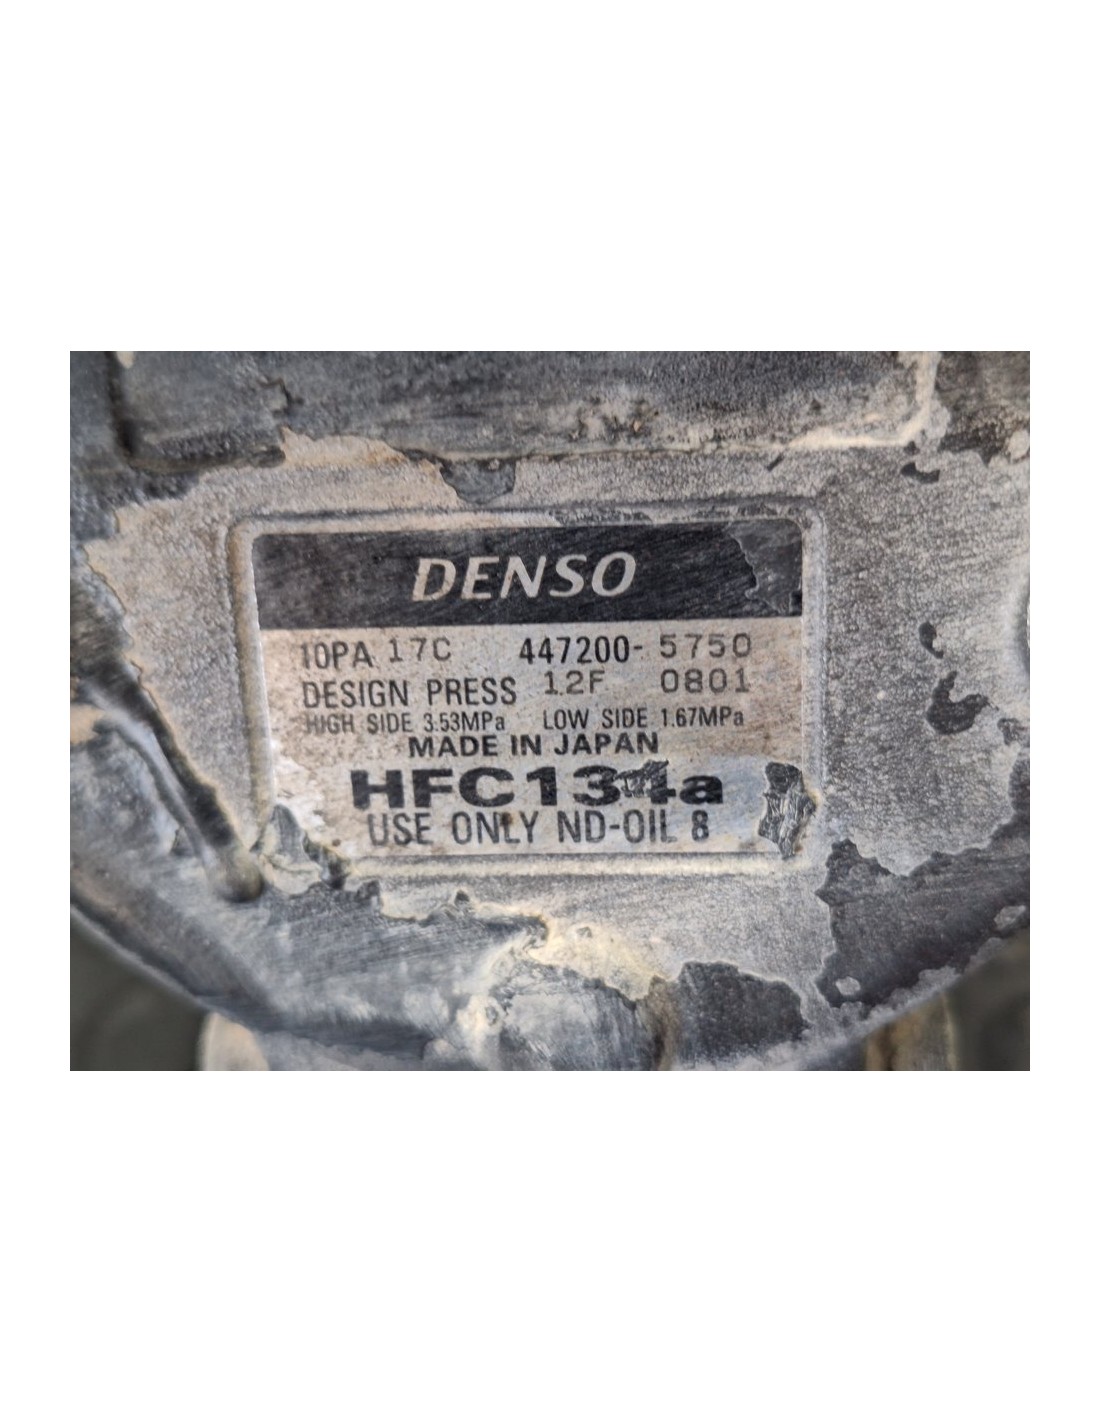 DENSO
10PA 17C 447200-5750
DESIGN PRESS 12F 0801
HIGH SIDE 3.53MPa LOW SIDE 1.67MPa
MADE IN JAPAN
HFC134a
USE ONLY ND-OIL 8